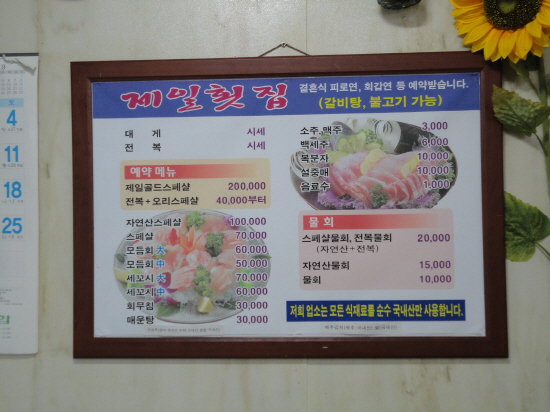 제일횟집
결혼식 피로연, 회갑연 등 예약받습니다.
(갈비탕, 불고기 가능)
대 게 시세
전 복 시세
예약 메뉴
제일골드스페샬 200,000
전복+오리스페샬 40,000부터
자연산스페샬 100,000
스페샬 70,000
모듬회 大 60,000
모듬회 中 50,000
세꼬시 大 70,000
세꼬시 中 60,000
회무침 30,000
매운탕 30,000
소주, 맥주 3,000
백세주 6,000
복분자 10,000
설중매 10,000
음료수 1,000
물 회
스페샬물회, 전복물회 20,000
(자연산+전복)
자연산물회 15,000
물회 10,000
저희 업소는 모든 식재료를 순수 국내산만 사용합니다.
4
11
18
25